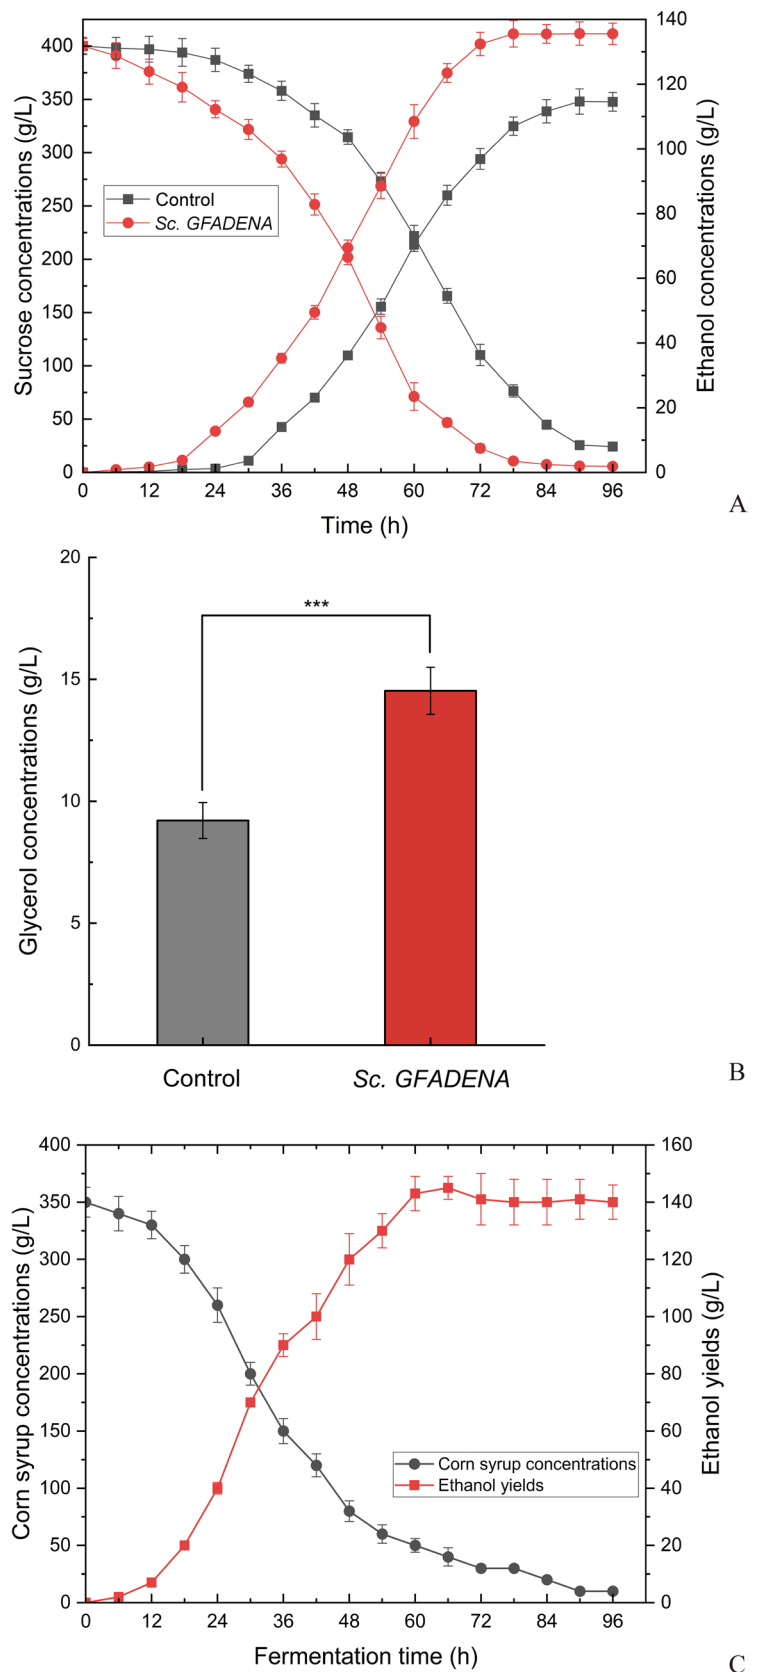 400
350
300
250
200
150
100
50
0
Sucrose concentrations (g/L)
140
120
100
80
60
40
20
0
Ethanol concentrations (g/L)
Control
Sc. GFADENA
0 12 24 36 48 60 72 84 96
Time (h)
A
20
15
10
5
0
Glycerol concentrations (g/L)
***
Control Sc. GFADENA
B
400
350
300
250
200
150
100
50
0
Corn syrup concentrations (g/L)
160
140
120
100
80
60
40
20
0
Ethanol yields (g/L)
Corn syrup concentrations
Ethanol yields
0 12 24 36 48 60 72 84 96
Fermentation time (h)
C